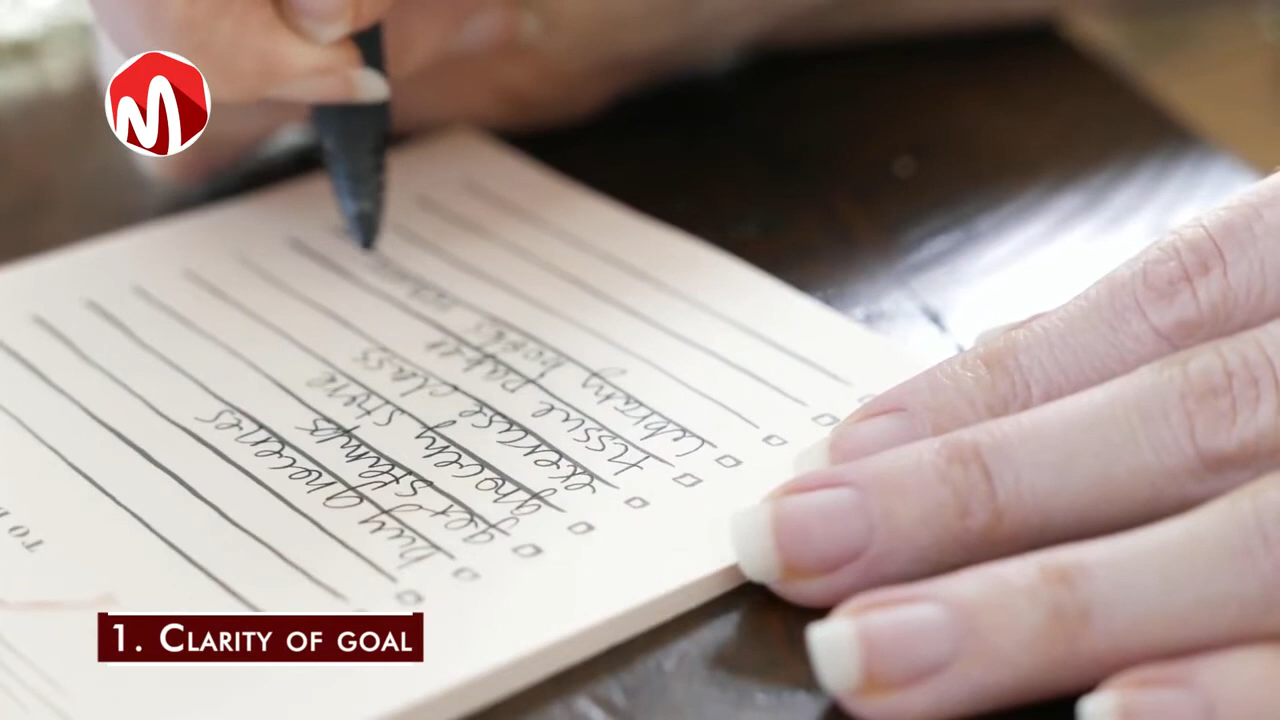 buy groceries
get stamps
grocery store
exercise class
tissue paper
library books
1. Clarity of goal